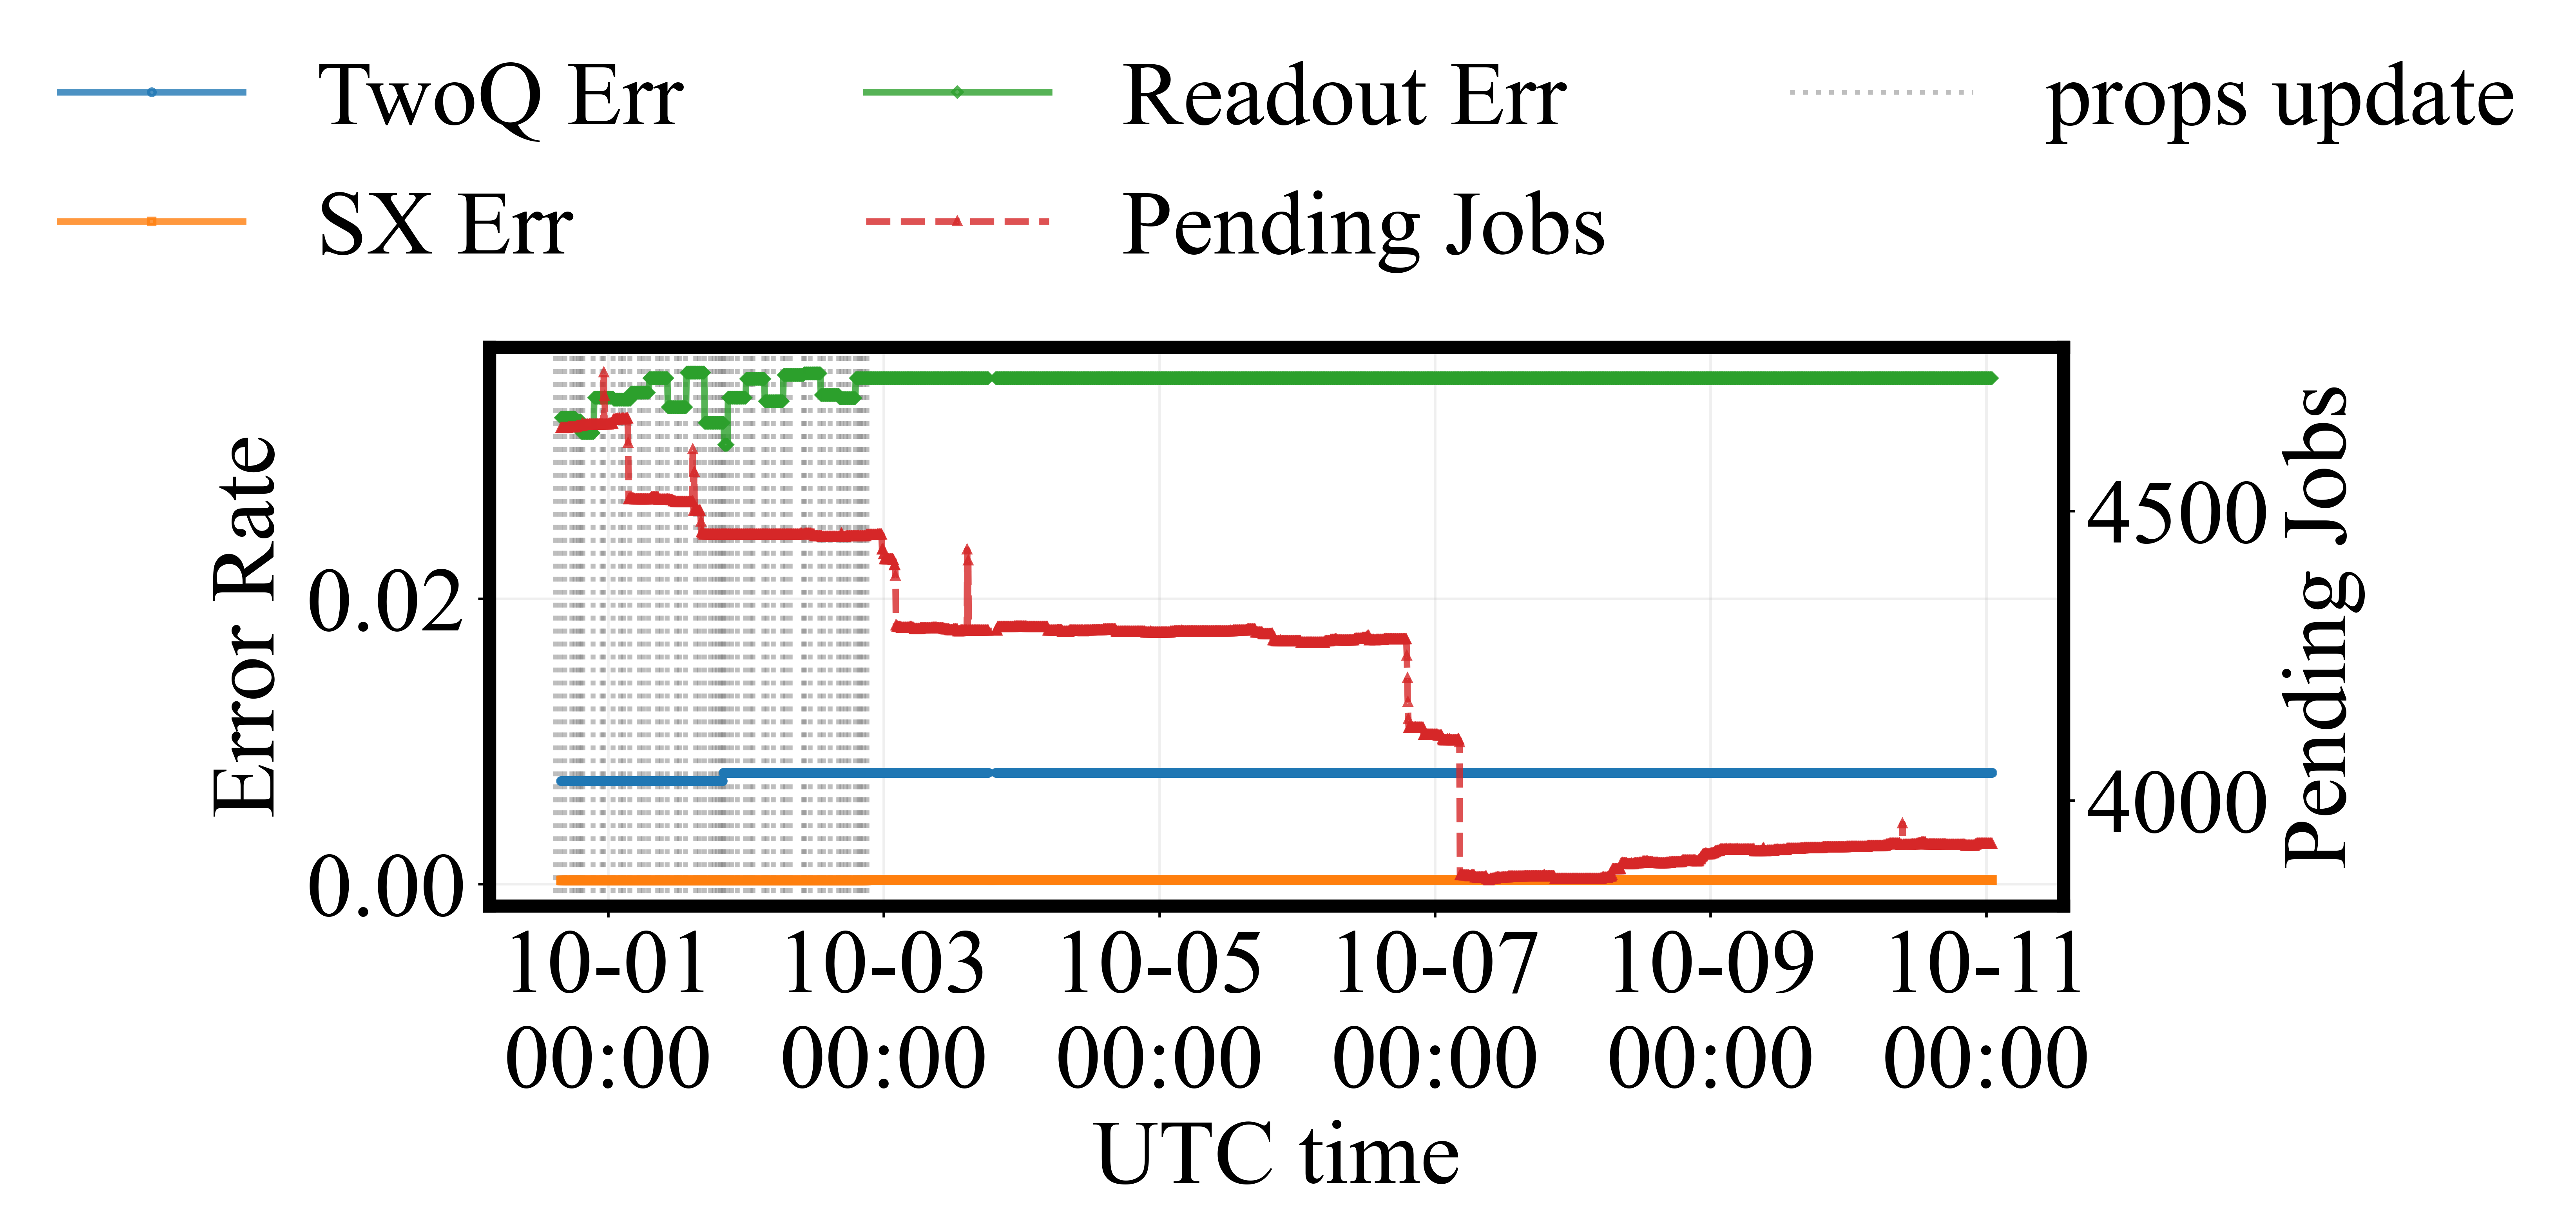 TwoQ Err
Readout Err
props update
SX Err
Pending Jobs
Error Rate
0.02
0.00
4500
4000
Pending Jobs
10-01 10-03 10-05 10-07 10-09 10-11
00:00 00:00 00:00 00:00 00:00 00:00
UTC time